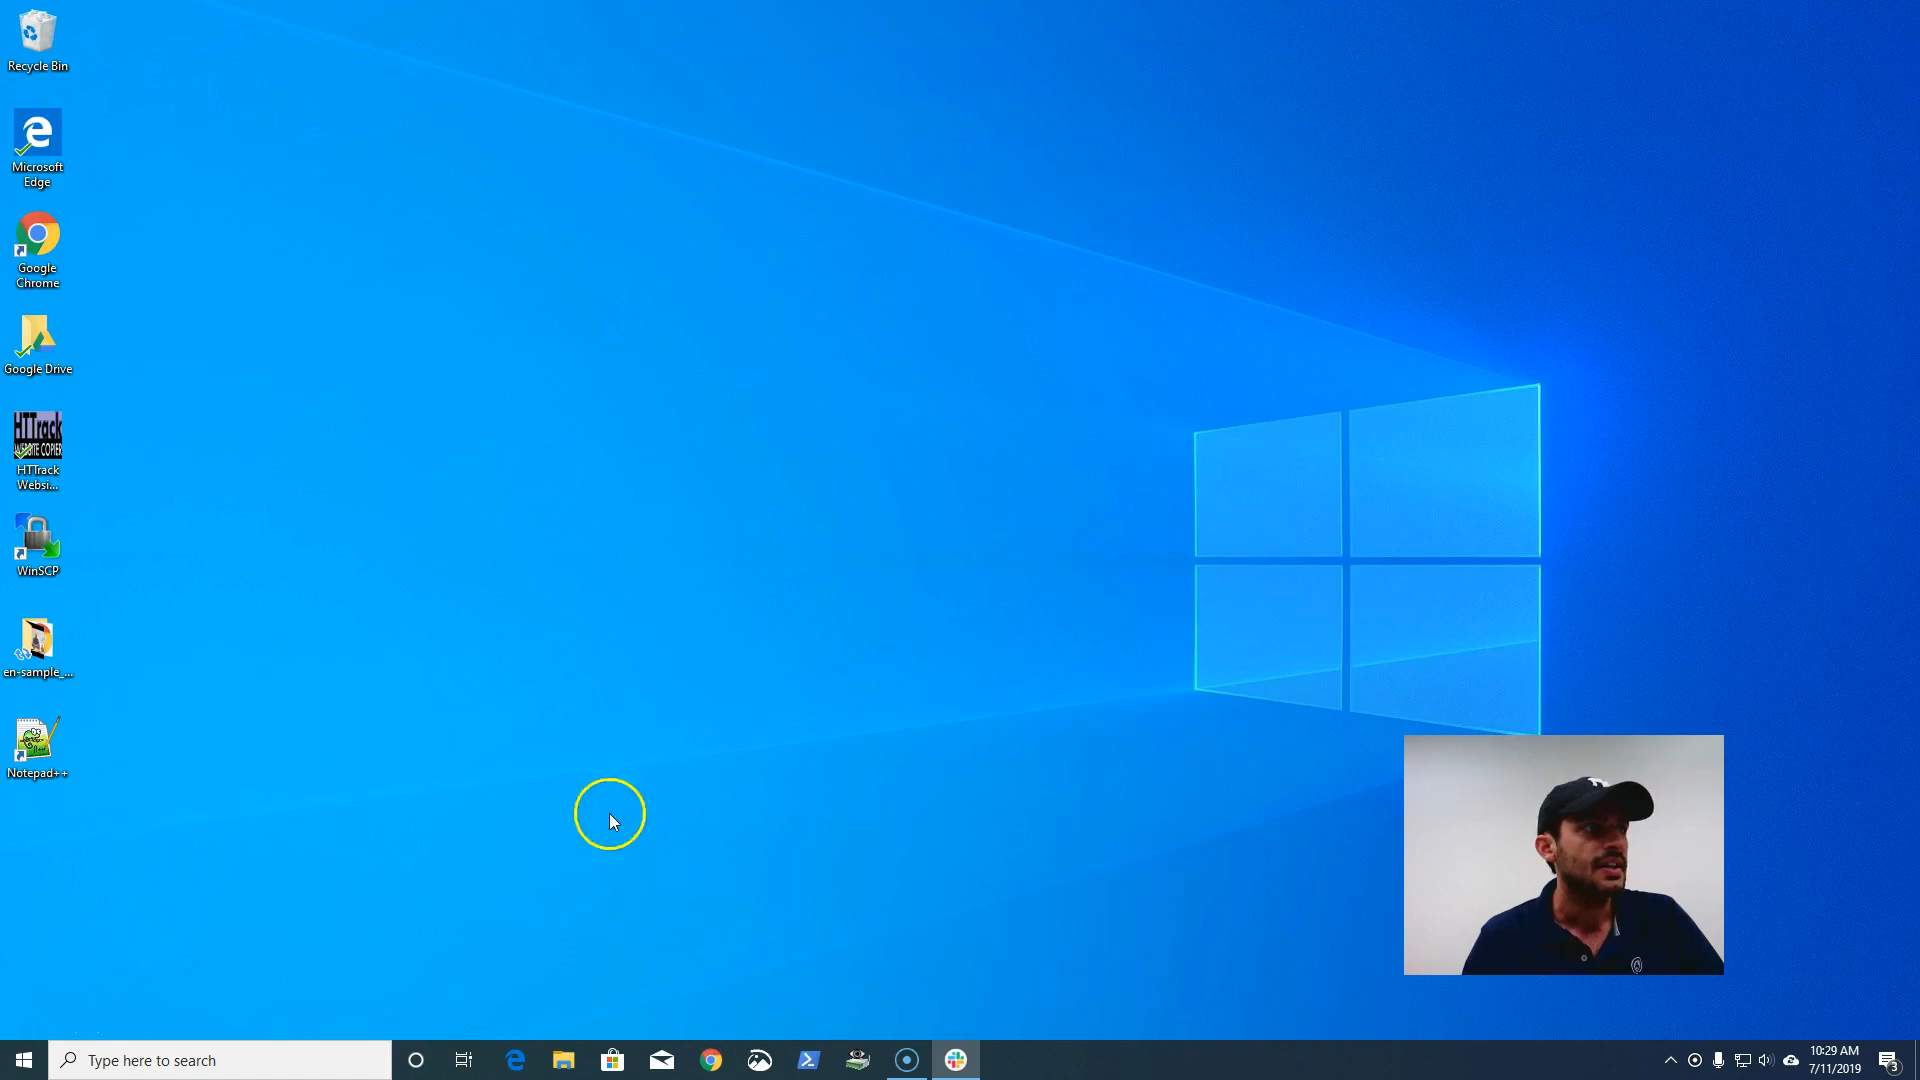 Recycle Bin
Microsoft
Edge
Google
Chrome
Google Drive
HTTrack
WEBSITE COPIER
HTTrack
Websi...
WinSCP
en-sample_...
Notepad++
Type here to search
10:29 AM
7/11/2019
3